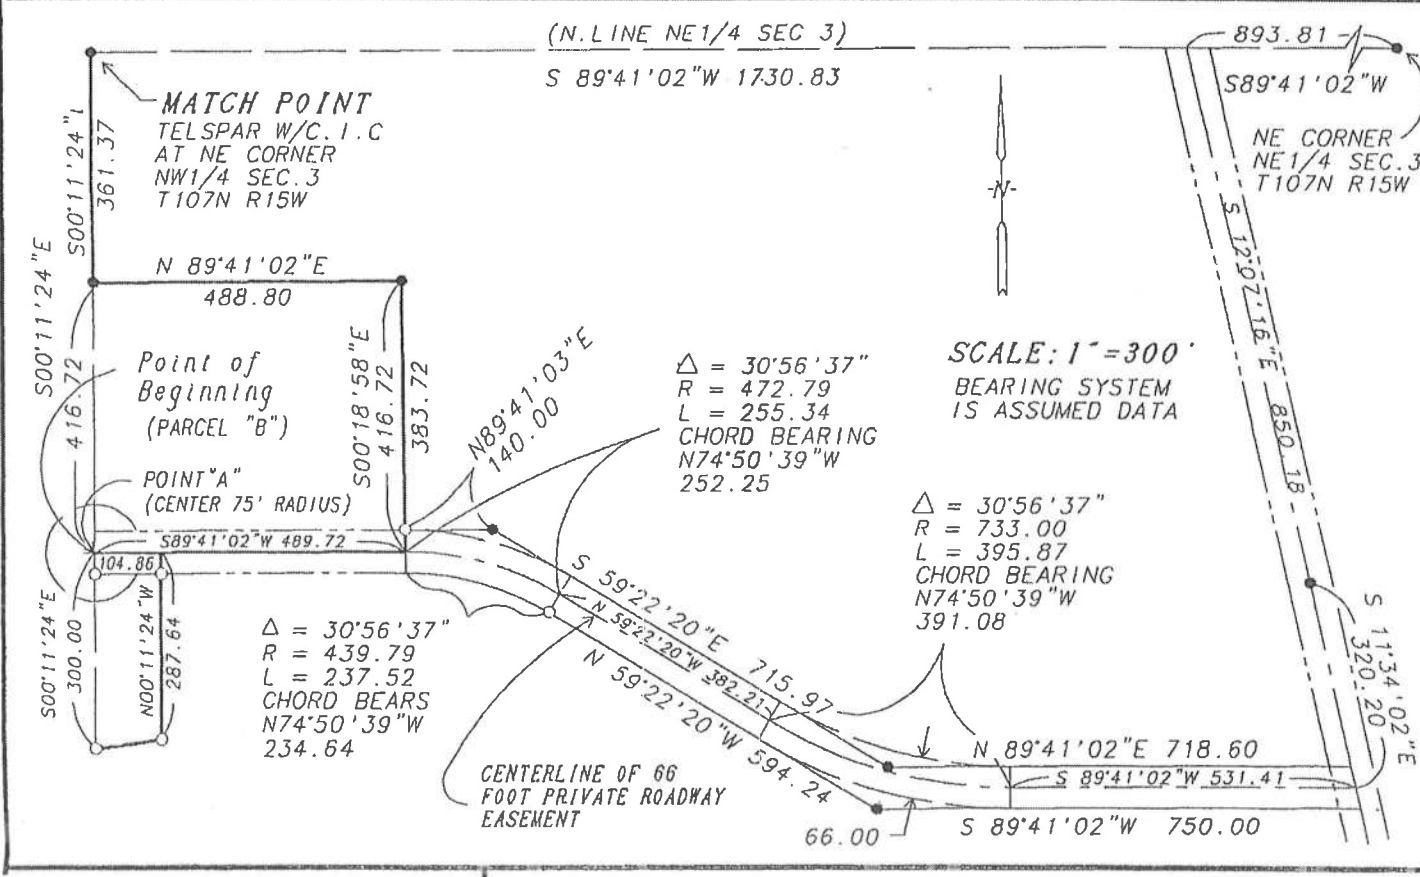 (N.LINE NE1/4 SEC 3)
S 89°41'02"W 1730.83
893.81
S89°41'02"W
NE CORNER
NE1/4 SEC.3
T107N R15W
MATCH POINT
TELSPAR W/C.I.C
AT NE CORNER
NW1/4 SEC.3
T107N R15W
S00°11'24"
361.37
-N-
N 89°41'02"E
488.80
S00°11'24"E
416.72
Point of
Beginning
(PARCEL "B")
POINT"A"
(CENTER 75' RADIUS)
S00°18'58"E
416.72
383.72
N89°41'03"E
140.00
Δ = 30°56'37"
R = 472.79
L = 255.34
CHORD BEARING
N74°50'39"W
252.25
SCALE: 1"=300'
BEARING SYSTEM
IS ASSUMED DATA
S 12°07'16"E 850.18
S89°41'02"W 489.72
104.86
S00°11'24"E
300.00
N00°11'24"W
287.64
Δ = 30°56'37"
R = 439.79
L = 237.52
CHORD BEARS
N74°50'39"W
234.64
S 59°22'20"E 715.97
N 59°22'20"W 382.21
N 59°22'20"W 594.24
Δ = 30°56'37"
R = 733.00
L = 395.87
CHORD BEARING
N74°50'39"W
391.08
S 11°34'02"E
320.20
CENTERLINE OF 66
FOOT PRIVATE ROADWAY
EASEMENT
N 89°41'02"E 718.60
S 89°41'02"W 531.41
S 89°41'02"W 750.00
66.00